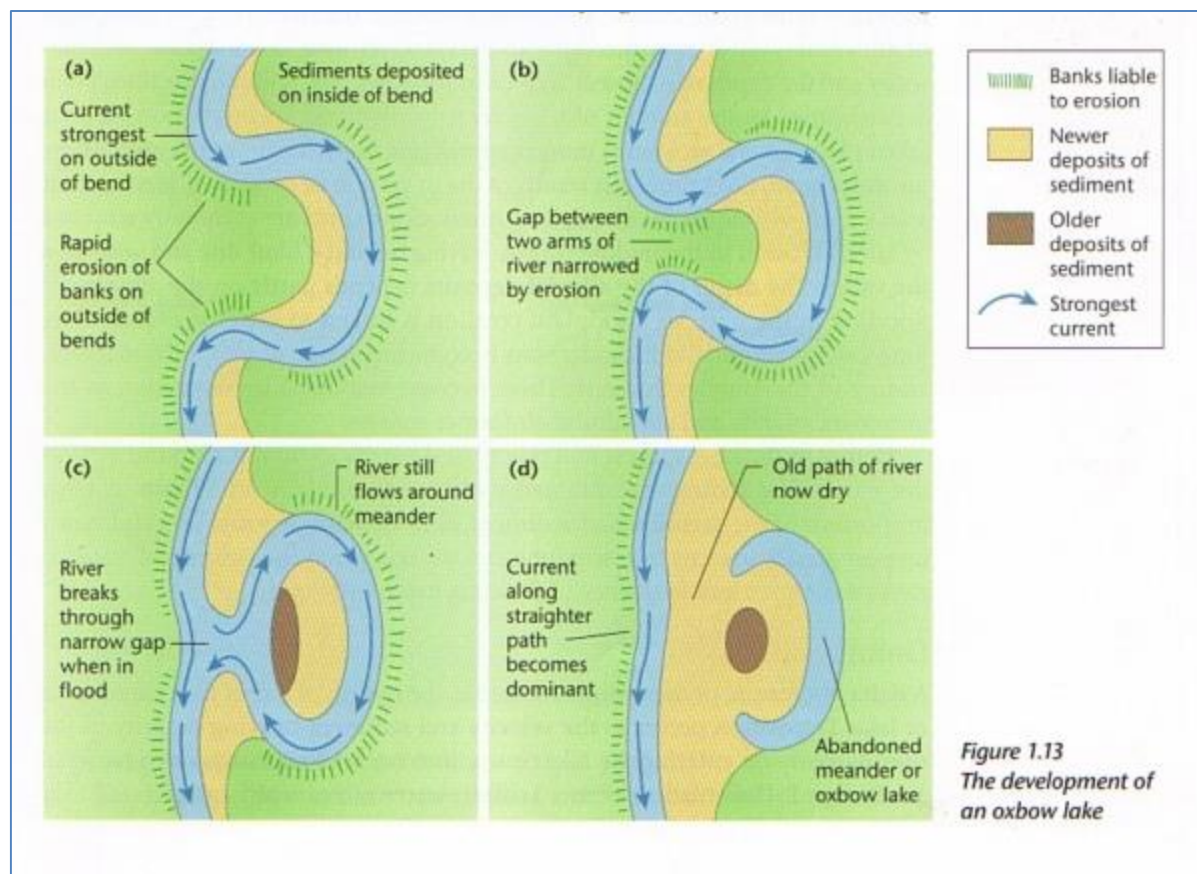 (a)
Sediments deposited
on inside of bend
Current
strongest
on outside
of bend
Rapid
erosion of
banks on
outside of
bends
(b)
Gap between
two arms of
river narrowed
by erosion
Banks liable
to erosion
Newer
deposits of
sediment
Older
deposits of
sediment
Strongest
current
(c)
River still
flows around
meander
River
breaks
through
narrow gap
when in
flood
(d)
Old path of river
now dry
Current
along
straighter
path
becomes
dominant
Abandoned
meander or
oxbow lake
Figure 1.13
The development of
an oxbow lake